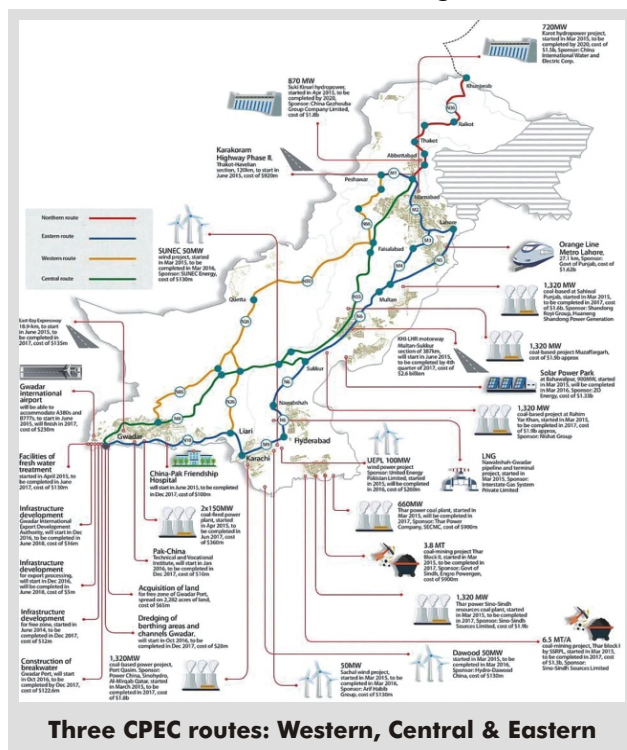 720MW
Karot hydropower project,
started in Mar 2015, to be
completed by 2020, cost of
$1.5b, Sponsor: China
International Water and
Electric Corp.
870 MW
Suki Kinari hydropower,
started in Apr 2015, to be
completed by 2020,
Sponsor: China Gezhouba
Group Company Limited,
cost of $1.8b
Khunjerab
N35
Raikot
Thakot
Karakoram
Highway Phase II.
Thakot-Havelian
section, 120km, to start in
June 2015, cost of $920m
Abbottabad
Peshawar
M1
Islamabad
M2
Lahore
M3
Faisalabad
M4
N5
Multan
N50
N55
N5
Northern route
Eastern route
Western route
Central route
SUNEC 50MW
wind project, started
in Mar 2015, to be
completed in Mar 2016,
Sponsor: SUNEC Energy,
cost of $130m
Orange Line
Metro Lahore,
27.1 km, Sponsor:
Govt of Punjab, cost of
$1.62b
1,320 MW
coal-based at Sahiwal
Punjab, started in Mar 2015,
to be completed in 2017, cost
of $1.6b, Sponsor: Shandong
Royi Group, Huaneng
Shandong Power Generation
1,320 MW
coal-based project Muzaffargarh,
cost of $1.9b approx
Quetta
N25
East-Bay Expressway
18.9-km, to start
in June 2015, to be
completed in
2017, cost of $135m
KHI-LHR motorway
Multan-Sukkur
section of 387km,
will start in June 2015,
to be completed by 4th
quarter of 2017, cost of
$2.6 billion
Solar Power Park
at Bahawalpur, 900MW, started
in Mar 2015, will be completed
in Mar 2016, Sponsor: ZO
Energy, cost of $1.33b
1,320 MW
coal-based project at Rahim
Yar Khan, started in Mar 2015,
to be completed in 2017, cost
of $1.9b approx,
Sponsor: Nishat Group
Sukkur
N85
N8
Nawabshah
N25
N5
Gwadar
N10
Liari
Hyderabad
M9
Karachi
Gwadar
international
airport
will be able to
accommodate A380s and
B777s, to start in June
2015, will finish in 2017,
cost of $230m
Facilities of
fresh water
treatment
started in April 2015, to
be completed in June
2017, cost of $130m
China-Pak Friendship
Hospital
will start in June 2015, to be completed
in Dec 2017, cost of $100m
UEPL 100MW
wind power project
Sponsor: United Energy
Pakistan Limited, started
in 2015, will be completed
in 2016, cost of $260m
LNG
Nawabshah-Gwadar
pipeline and terminal
project, started in
Mar 2015, Sponsor:
Interstate Gas System
Private Limited
Infrastructure
development
Gwadar International
Export Development
Authority, will start in Dec
2016, to be completed in
June 2018, cost of $16m
2x150MW
coal-fired power
plant, started in
Apr 2015, to be
completed in
Jun 2017, cost
of $360m
660MW
Thar power coal plant, started in
Mar 2015, will be completed in
2017, Sponsor: Thar Power
Company, SECMC, cost of $900m
Pak-China
Technical and Vocational
Institute, will start in Jan
2016, to be completed in
Dec 2017, cost of $10m
3.8 MT
coal-mining project Thar
Block II, started in Mar
2015, to be completed in
2017, Sponsor: Govt of
Sindh, Engro Powergen,
cost of $900m
Infrastructure
development
for export processing,
will start in Dec 2016,
will be completed in
June 2018, cost of $5m
Acquisition of land
for free zone of Gwadar Port,
spread on 2,282 acres of land,
cost of $65m
1,320 MW
Thar power Sino-Sindh
resources coal plant,
started in Mar 2015, to be
completed in 2017,
Sponsor: Sino-Sindh
Sources Limited, cost of $1.9b
Infrastructure
development
for free zone, started in
June 2014, to be
completed in Dec 2017,
cost of $12m
Dredging of
berthing areas and
channels Gwadar.
will start in Oct 2016, to be
completed in Dec 2017, cost of $20m
6.5 MT/A
coal-mining project, Thar block I
by SSRPL, started in Mar 2015,
to be completed in 2017, cost
of $1.3b, Sponsor:
Sino-Sindh Sources Limited
Construction of
breakwater
Gwadar Port, will start
in Oct 2016, to be
completed by Dec 2017,
cost of $122.6m
1,320MW
coal-based power project,
Port Qasim. Sponsor:
Power China, Sinohydro,
Al-Mirqab Qatar, started
in March 2015, to be
completed in 2017, cost
of $1.8b
50MW
Sachal wind project, started
in Mar 2015, to be
completed in Mar 2016,
Sponsor: Arif Habib
Group, cost of $130m
Dawood 50MW
started in Mar 2015, to be
completed in Mar 2016,
Sponsor: Hydro-Dawood
China, cost of $130m
Three CPEC routes: Western, Central & Eastern